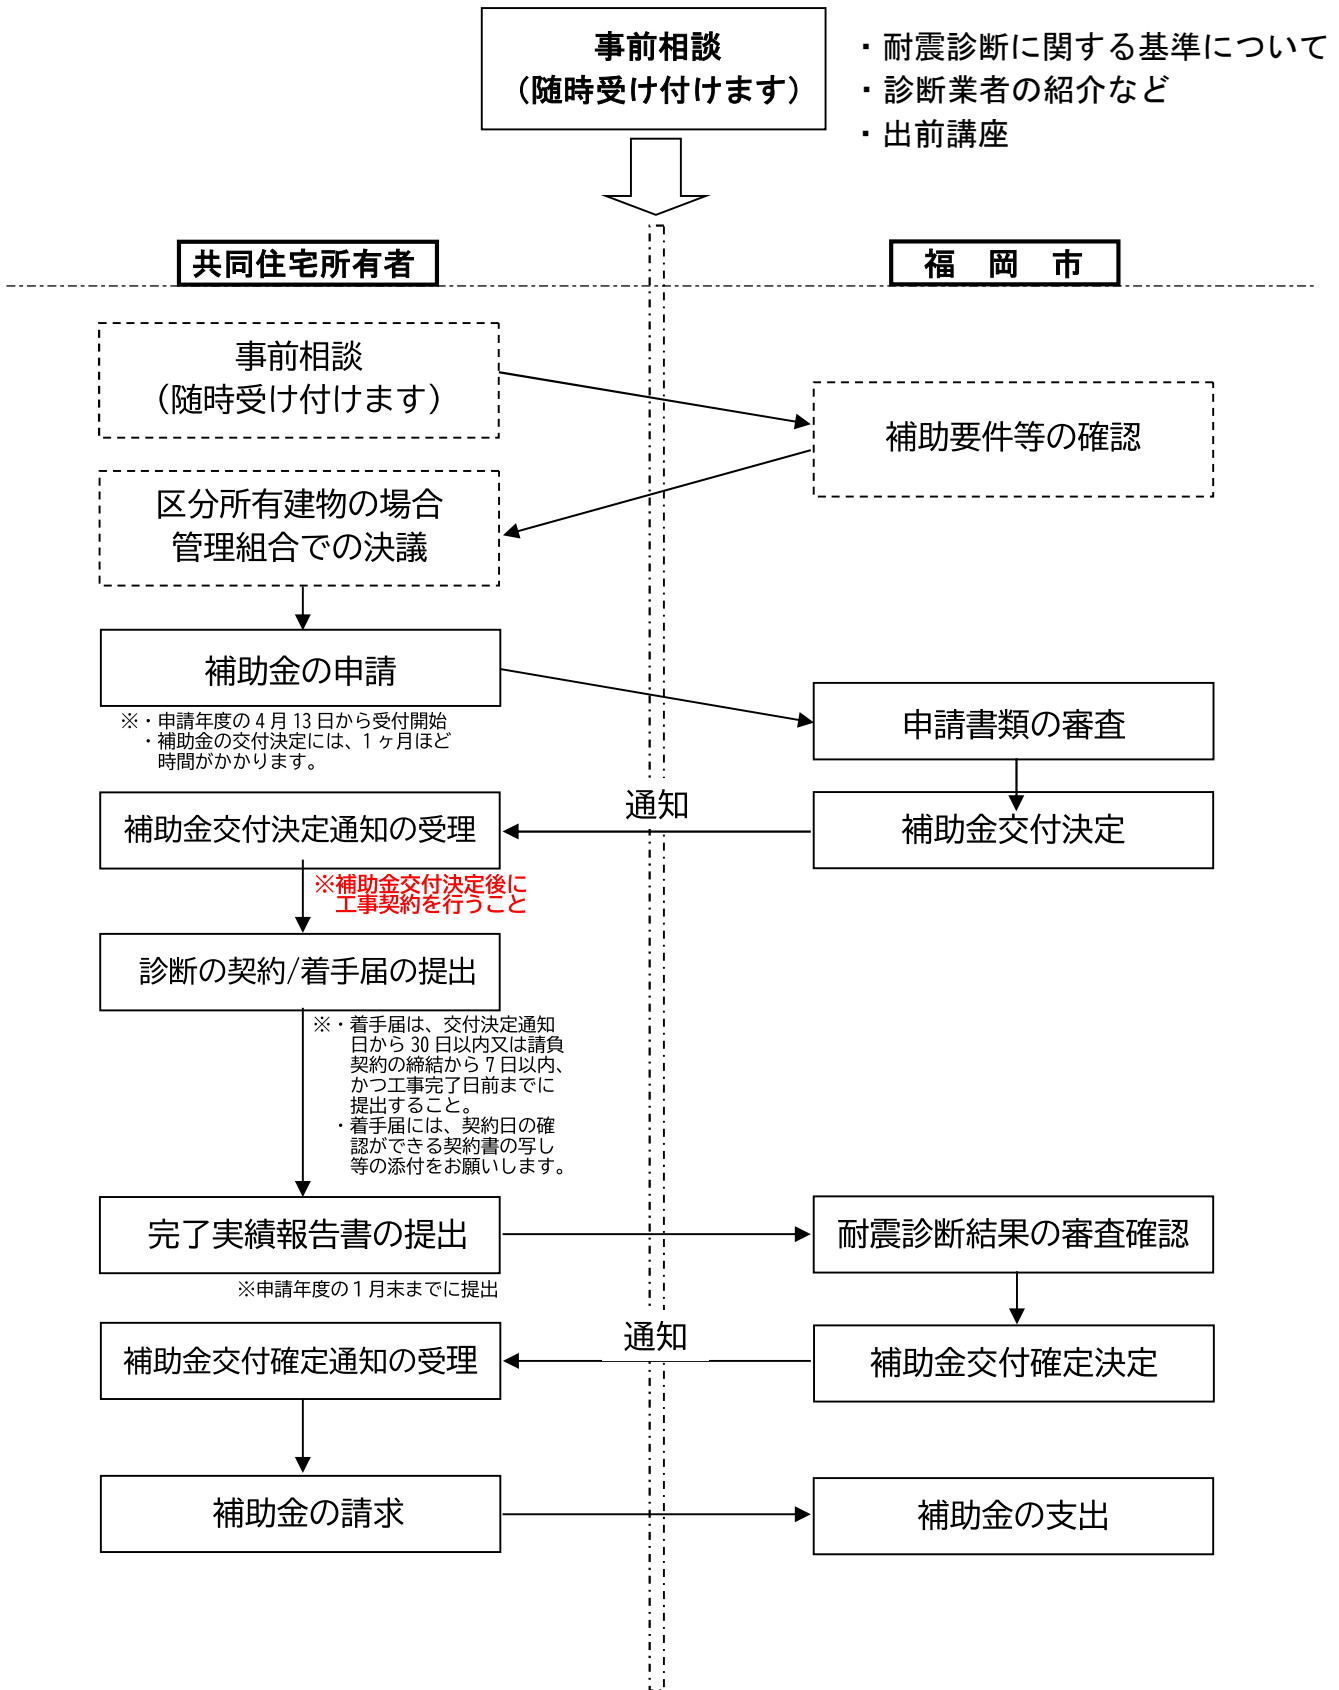 事前相談
（随時受け付けます）
・耐震診断に関する基準について
・診断業者の紹介など
・出前講座
共同住宅所有者
福　岡　市
事前相談
（随時受け付けます）
補助要件等の確認
区分所有建物の場合
管理組合での決議
補助金の申請
※・申請年度の４月 13 日から受付開始
・補助金の交付決定には、１ヶ月ほど
時間がかかります。
申請書類の審査
通知
補助金交付決定通知の受理
補助金交付決定
※補助金交付決定後に
工事契約を行うこと
診断の契約/着手届の提出
※・着手届は、交付決定通知
日から 30 日以内又は請負
契約の締結から７日以内、
かつ工事完了日前までに
提出すること。
・着手届には、契約日の確
認ができる契約書の写し
等の添付をお願いします。
完了実績報告書の提出
耐震診断結果の審査確認
※申請年度の１月末までに提出
通知
補助金交付確定通知の受理
補助金交付確定決定
補助金の請求
補助金の支出